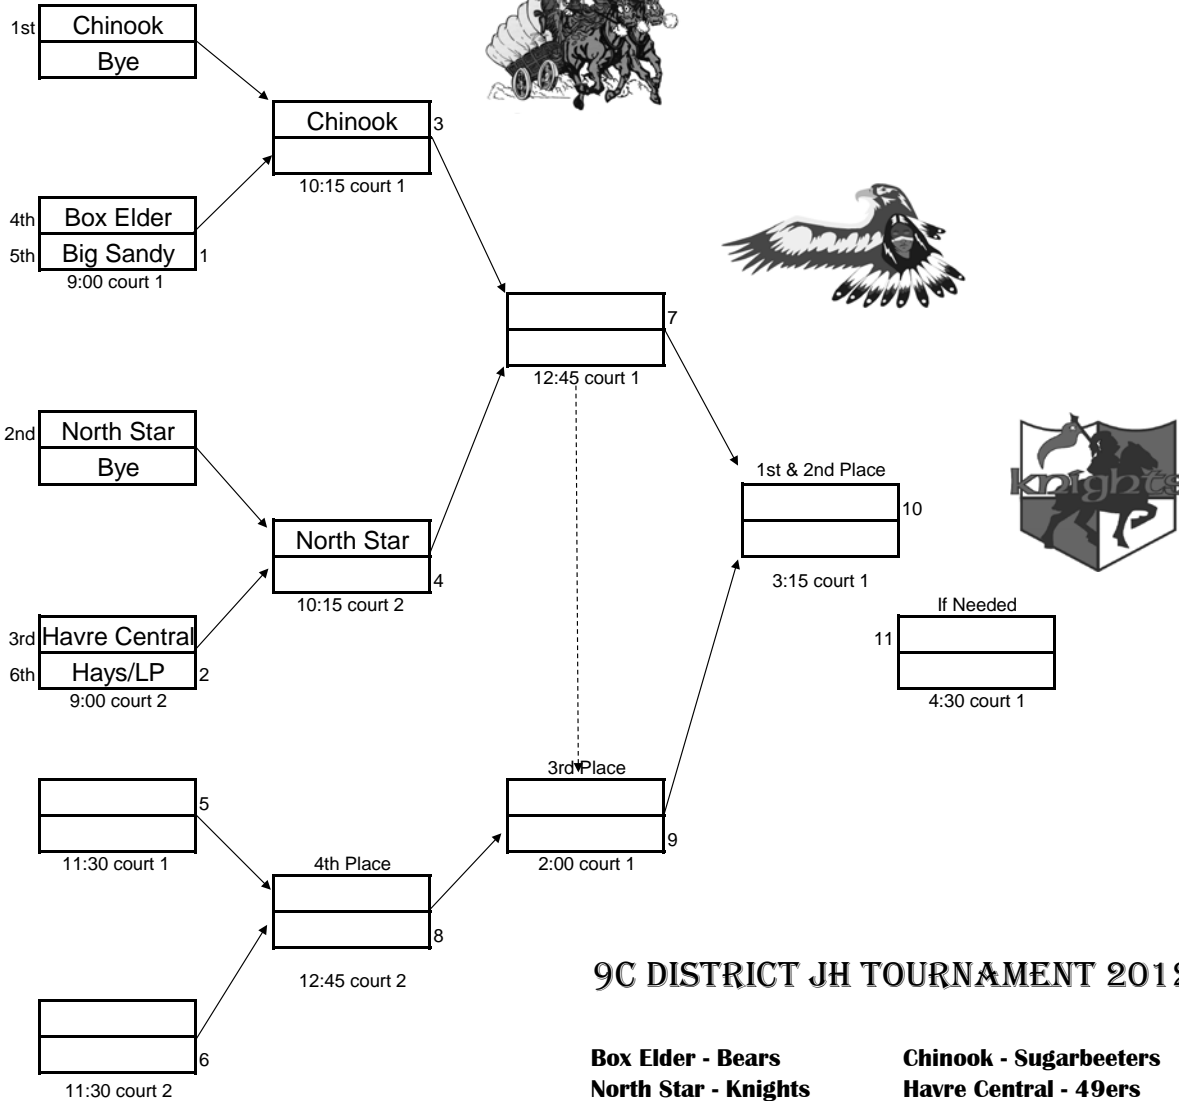 1st Chinook
Bye
Chinook 3
10:15 court 1
4th Box Elder
5th Big Sandy 1
9:00 court 1
7
12:45 court 1
2nd North Star
Bye
North Star
4
10:15 court 2
3rd Havre Central
6th Hays/LP 2
9:00 court 2
1st & 2nd Place
10
3:15 court 1
knights
If Needed
11
4:30 court 1
5
11:30 court 1
3rd Place
9
2:00 court 1
4th Place
8
12:45 court 2
6
11:30 court 2
9C DISTRICT JH TOURNAMENT 2012
Box Elder - Bears
Chinook - Sugarbeeters
North Star - Knights
Havre Central - 49ers